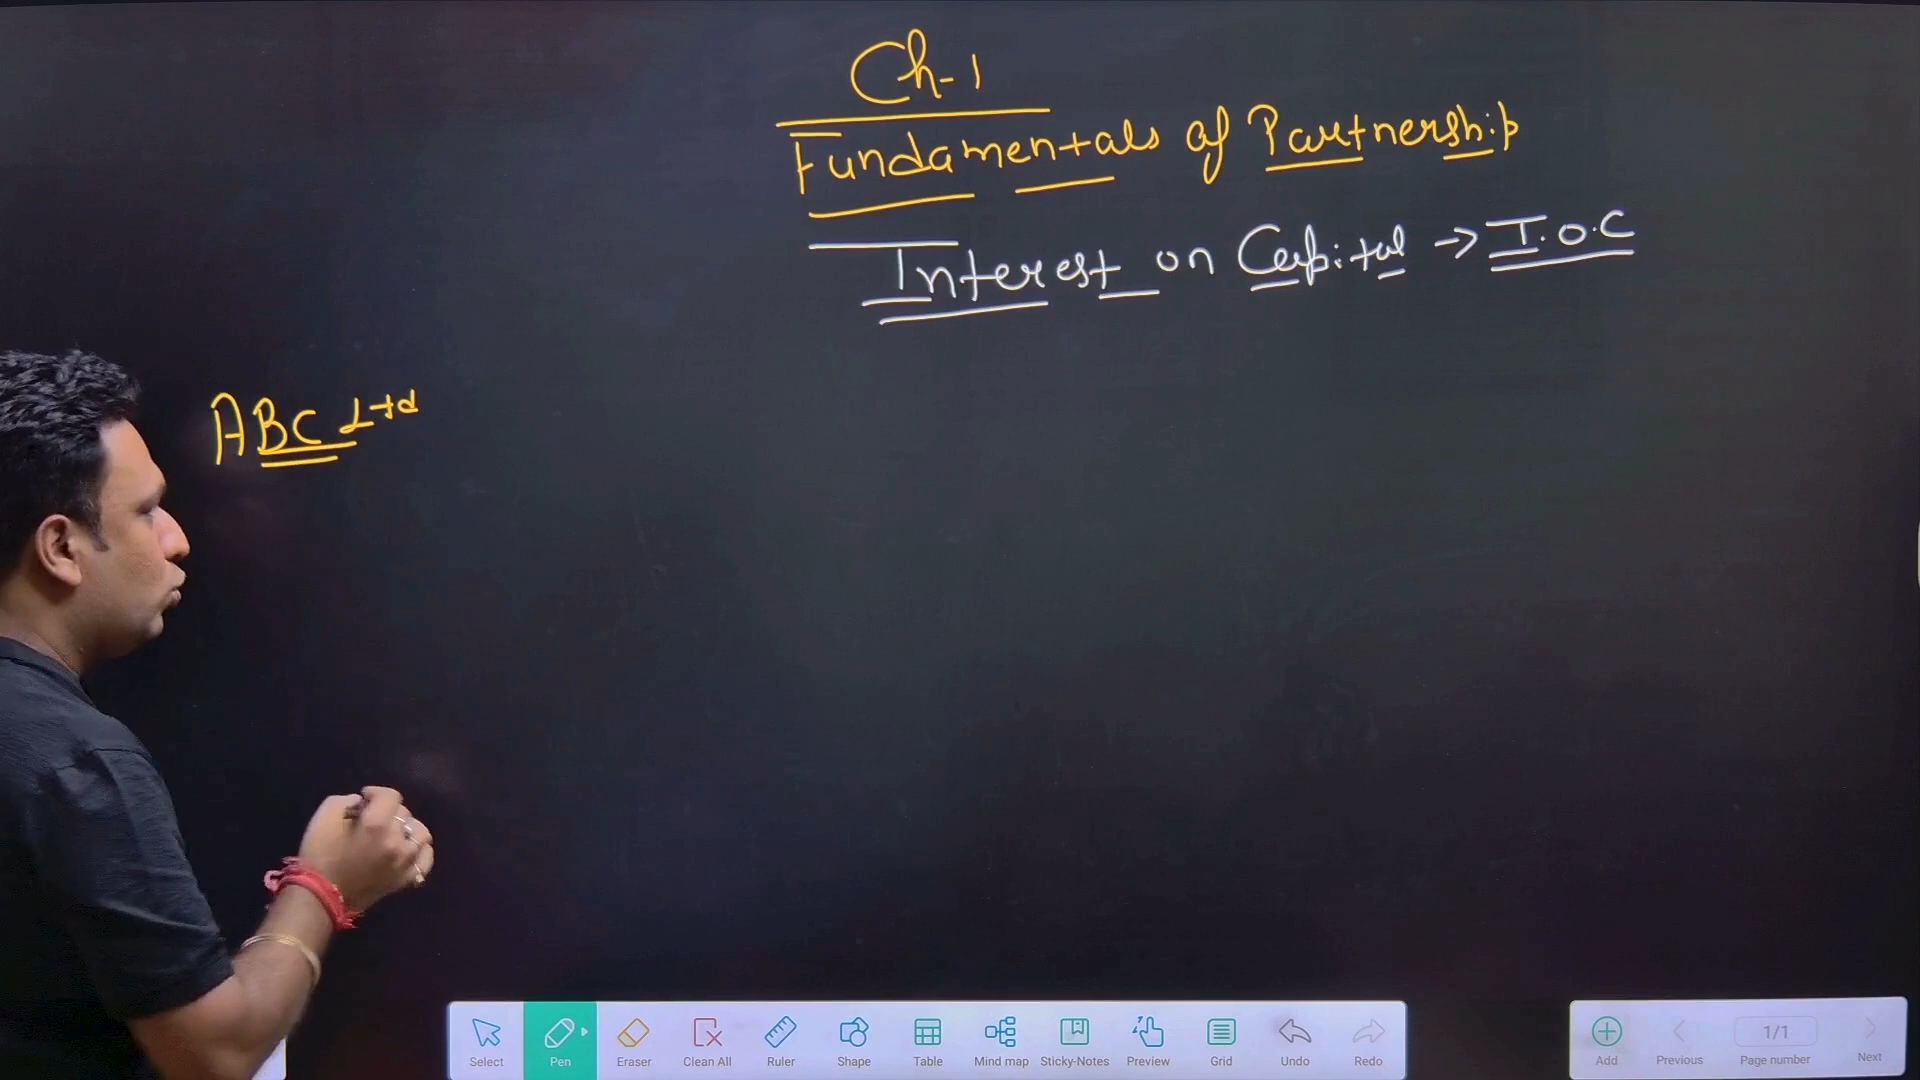 Ch-1
Fundamentals of Partnership
Interest on Capital → I.O.C
ABC Ltd
Select
Pen
Eraser
Clean All
Ruler
Shape
Table
Mind map
Sticky-Notes
Preview
Grid
Undo
Redo
Add
Previous
1/1
Page number
Next